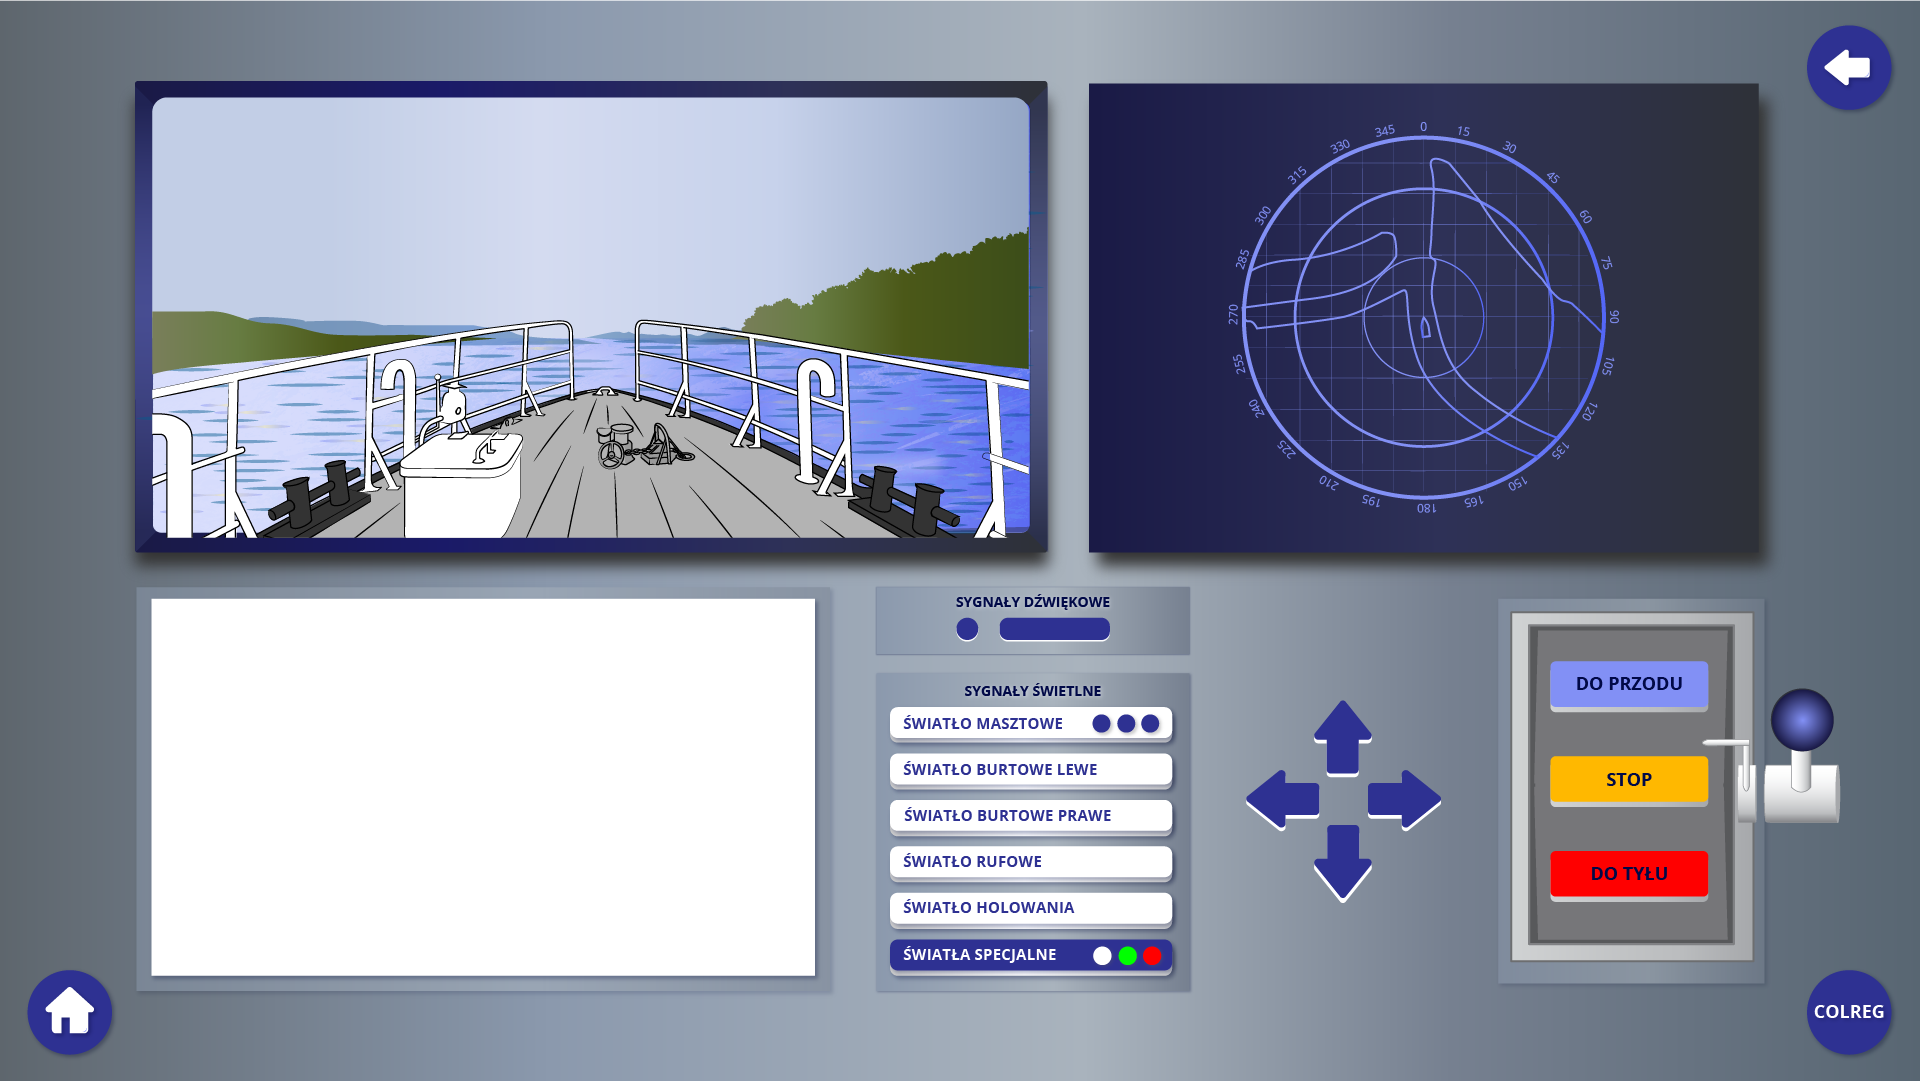 0
15
30
45
60
75
90
105
120
135
150
165
180
195
210
225
240
255
270
285
300
315
330
345
SYGNAŁY DŹWIĘKOWE
SYGNAŁY ŚWIETLNE
ŚWIATŁO MASZTOWE
ŚWIATŁO BURTOWE LEWE
ŚWIATŁO BURTOWE PRAWE
ŚWIATŁO RUFOWE
ŚWIATŁO HOLOWANIA
ŚWIATŁA SPECJALNE
DO PRZODU
STOP
DO TYŁU
COLREG